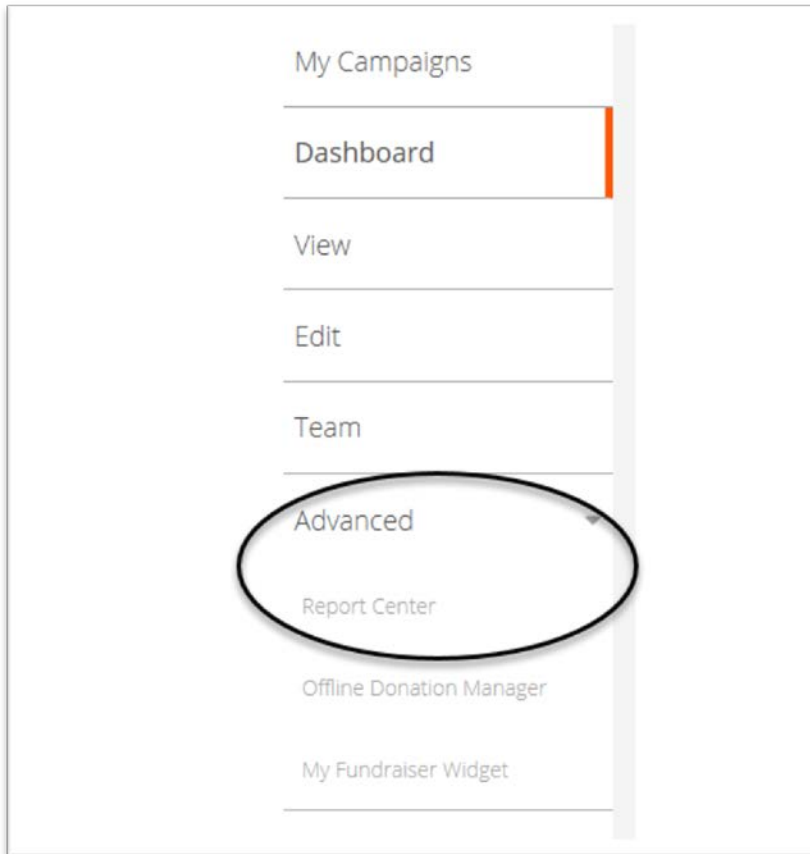 My Campaigns
Dashboard
View
Edit
Team
Advanced
Report Center
Offline Donation Manager
My Fundraiser Widget